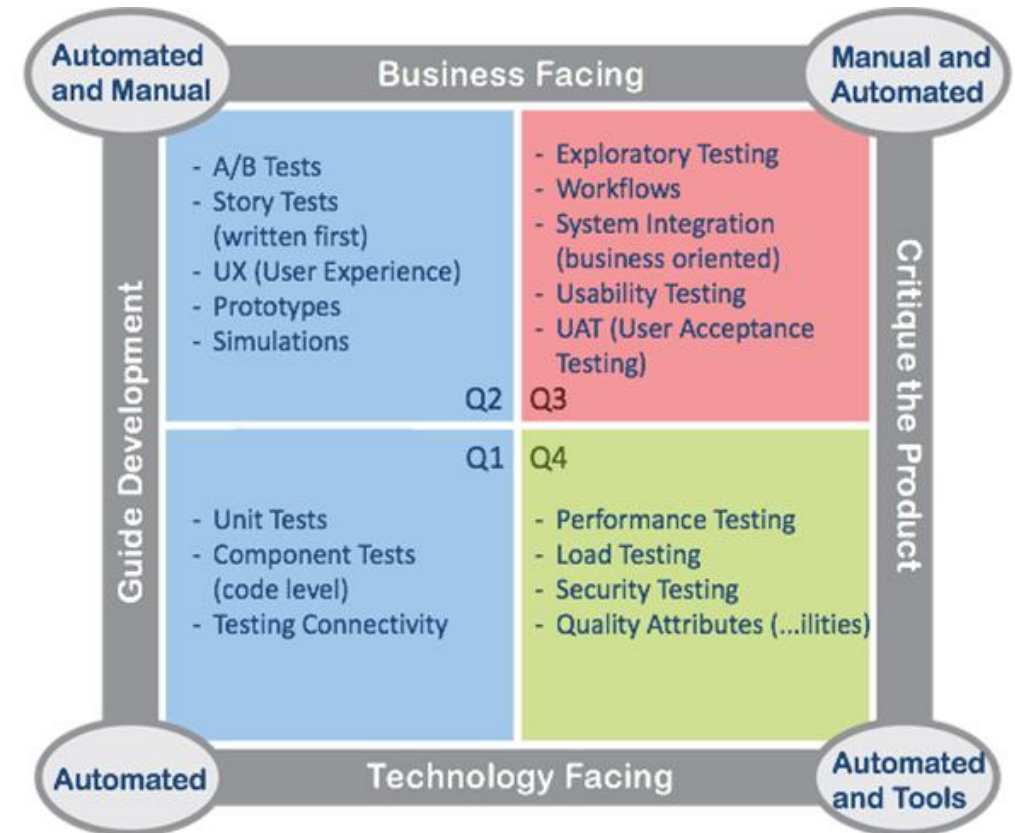 Automated
and Manual
Business Facing
Manual and
Automated
Guide Development
- A/B Tests
- Story Tests
(written first)
- UX (User Experience)
- Prototypes
- Simulations
Q2
- Exploratory Testing
- Workflows
- System Integration
(business oriented)
- Usability Testing
- UAT (User Acceptance
Testing)
Q3
Critique the Product
Q1
- Unit Tests
- Component Tests
(code level)
- Testing Connectivity
Q4
- Performance Testing
- Load Testing
- Security Testing
- Quality Attributes (...ilities)
Automated
Technology Facing
Automated
and Tools